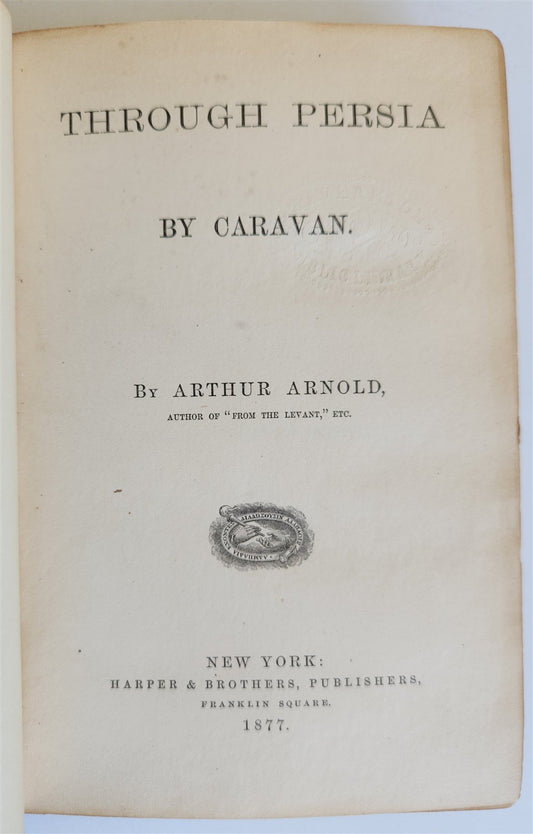 THROUGH PERSIA
BY CARAVAN.
By ARTHUR ARNOLD,
AUTHOR OF "FROM THE LEVANT," ETC.
NEW YORK:
HARPER & BROTHERS, PUBLISHERS,
FRANKLIN SQUARE.
1877.